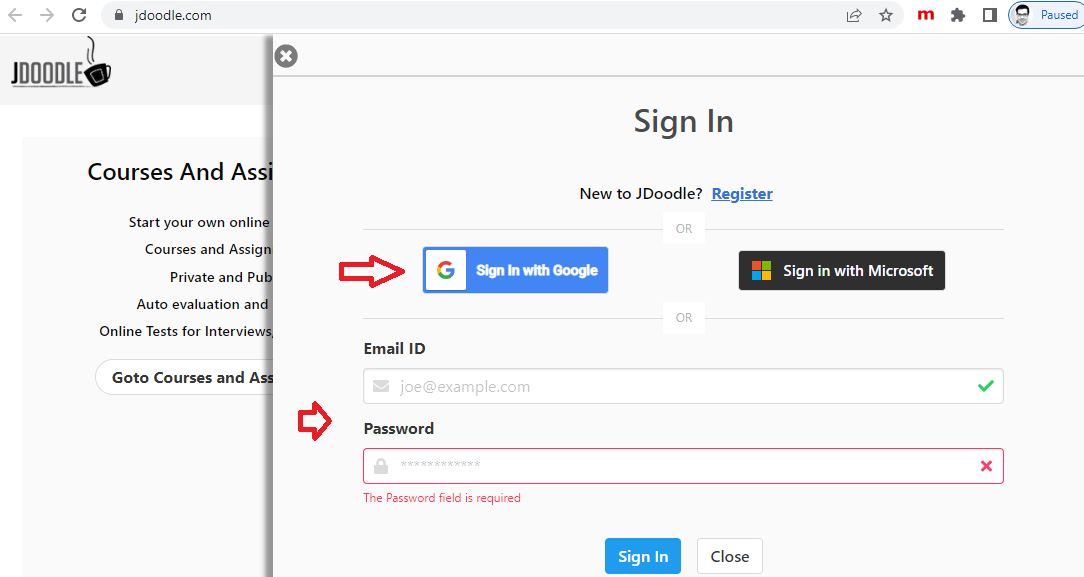 jdoodle.com
m
Paused
JDOODLE
Courses And Assi
Start your own online
Courses and Assign
Private and Pub
Auto evaluation and
Online Tests for Interviews,
Goto Courses and Ass
Sign In
New to JDoodle? Register
OR
G Sign In with Google
Sign in with Microsoft
OR
Email ID
joe@example.com
Password
************
The Password field is required
Sign In
Close